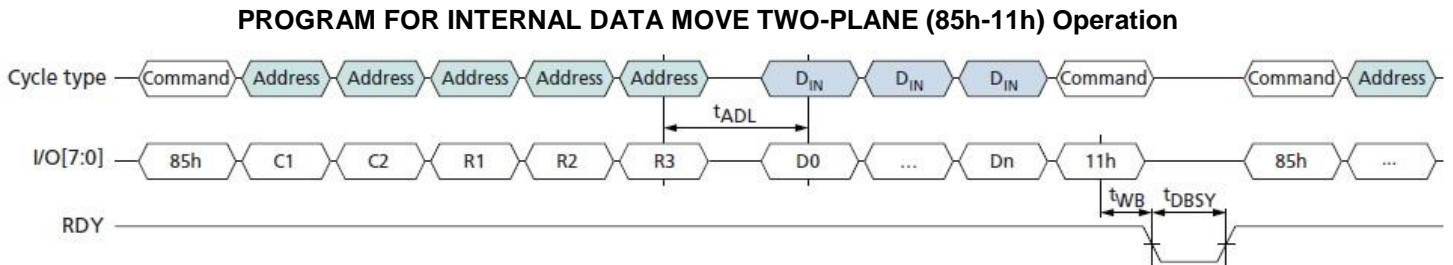 PROGRAM FOR INTERNAL DATA MOVE TWO-PLANE (85h-11h) Operation
Cycle type Command Address Address Address Address Address DIN DIN DIN Command Command Address
tADL
I/O[7:0] 85h C1 C2 R1 R2 R3 D0 ... Dn 11h 85h ...
tWB tDBSY
RDY